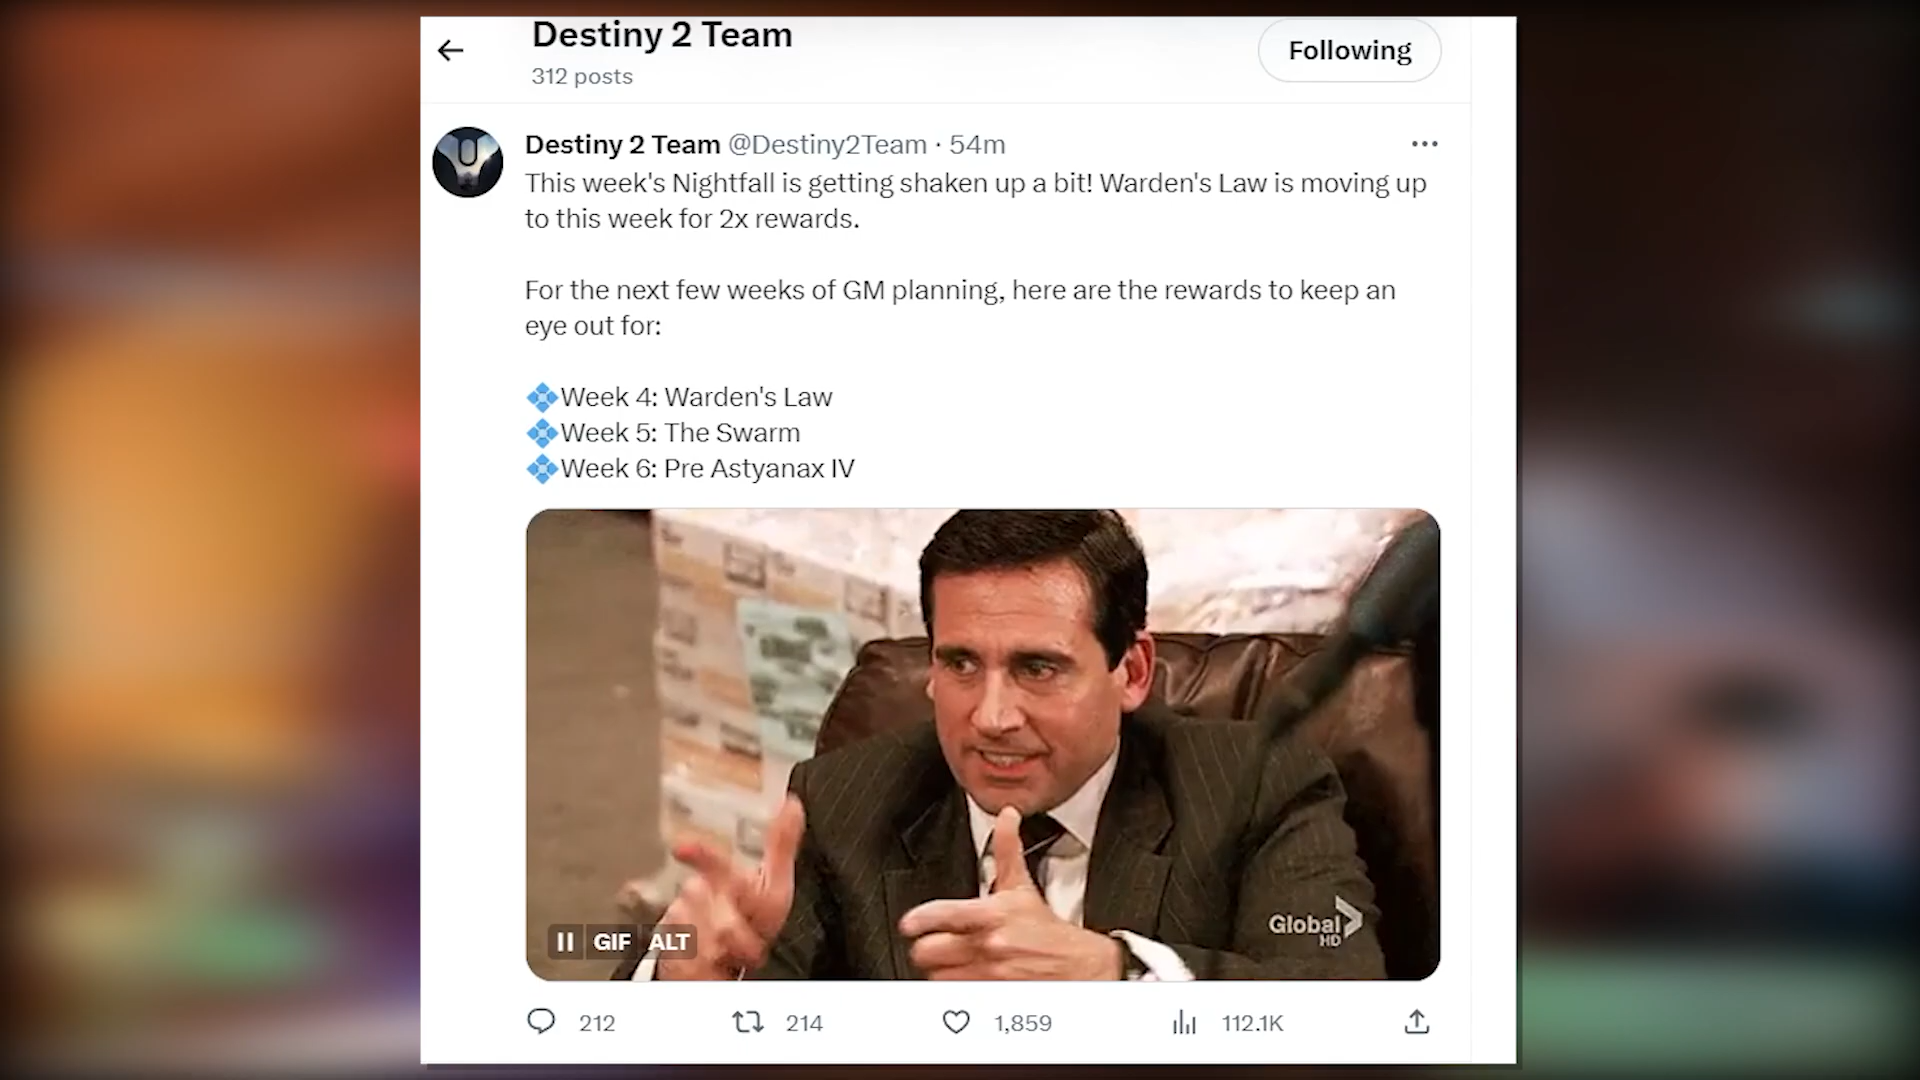 Destiny 2 Team
312 posts
Following
Destiny 2 Team @Destiny2Team · 54m
This week's Nightfall is getting shaken up a bit! Warden's Law is moving up
to this week for 2x rewards.
For the next few weeks of GM planning, here are the rewards to keep an
eye out for:
💠Week 4: Warden's Law
💠Week 5: The Swarm
💠Week 6: Pre Astyanax IV
GIF ALT
Global
HD
212
214
1,859
112.1K